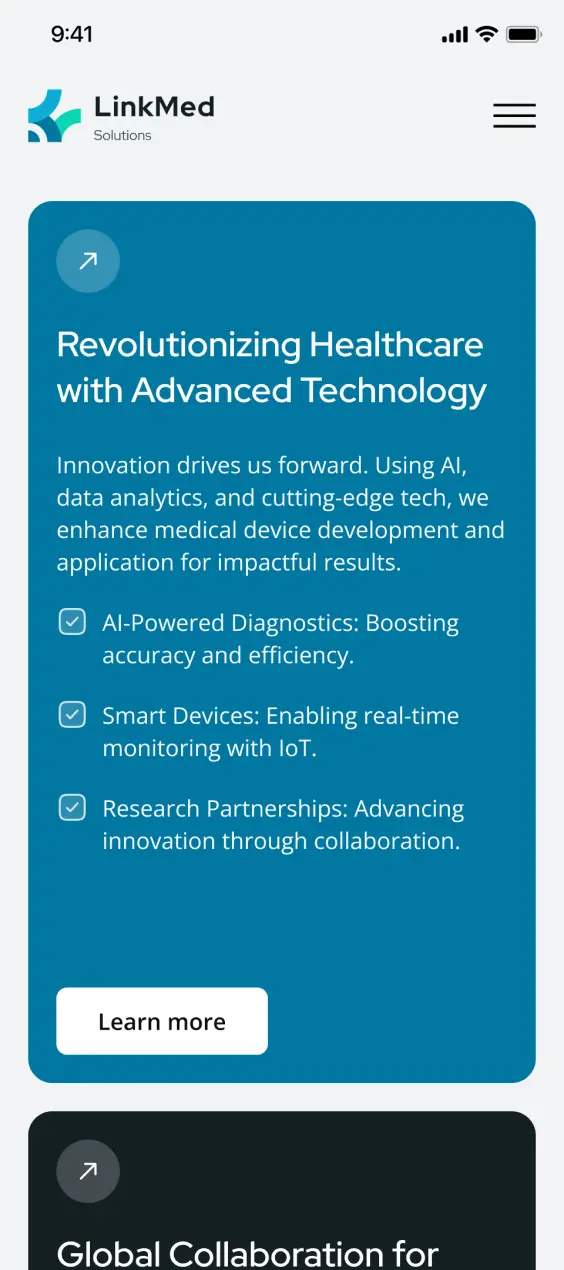 9:41
LinkMed
Solutions
Revolutionizing Healthcare
with Advanced Technology
Innovation drives us forward. Using AI,
data analytics, and cutting-edge tech, we
enhance medical device development and
application for impactful results.
AI-Powered Diagnostics: Boosting
accuracy and efficiency.
Smart Devices: Enabling real-time
monitoring with IoT.
Research Partnerships: Advancing
innovation through collaboration.
Learn more
Global Collaboration for